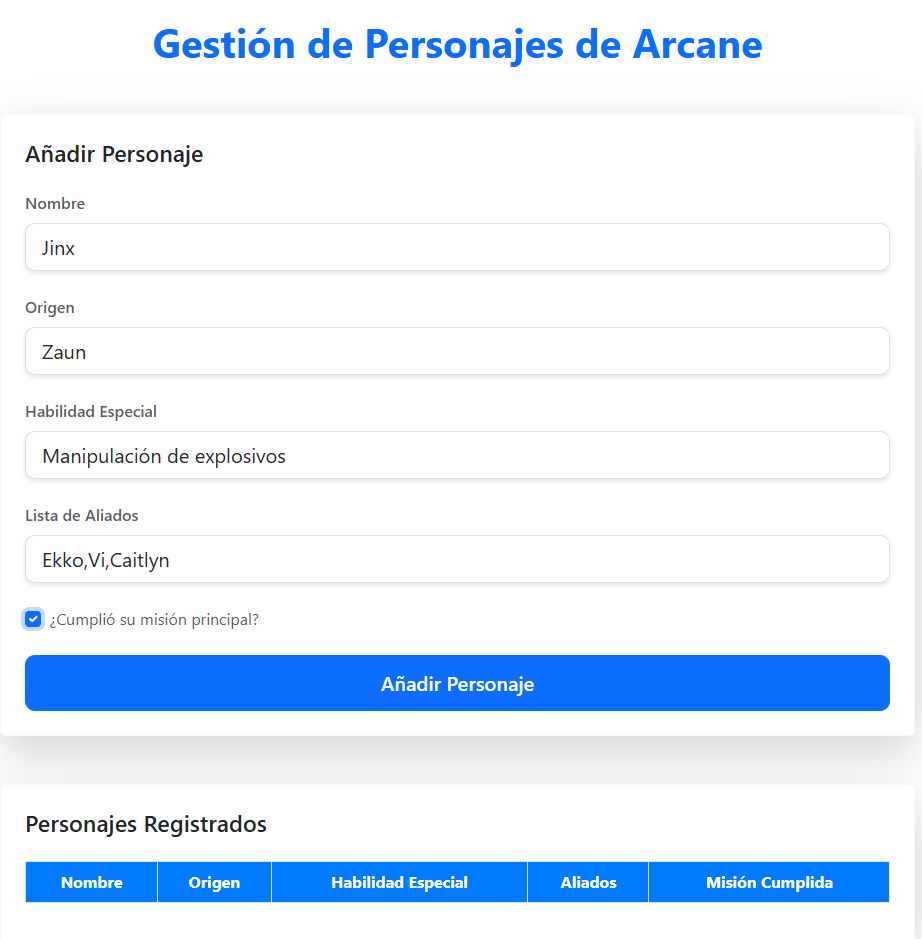 Gestión de Personajes de Arcane
Añadir Personaje
Nombre
Jinx
Origen
Zaun
Habilidad Especial
Manipulación de explosivos
Lista de Aliados
Ekko,Vi,Caitlyn
¿Cumplió su misión principal?
Añadir Personaje
Personajes Registrados
Nombre Origen Habilidad Especial Aliados Misión Cumplida